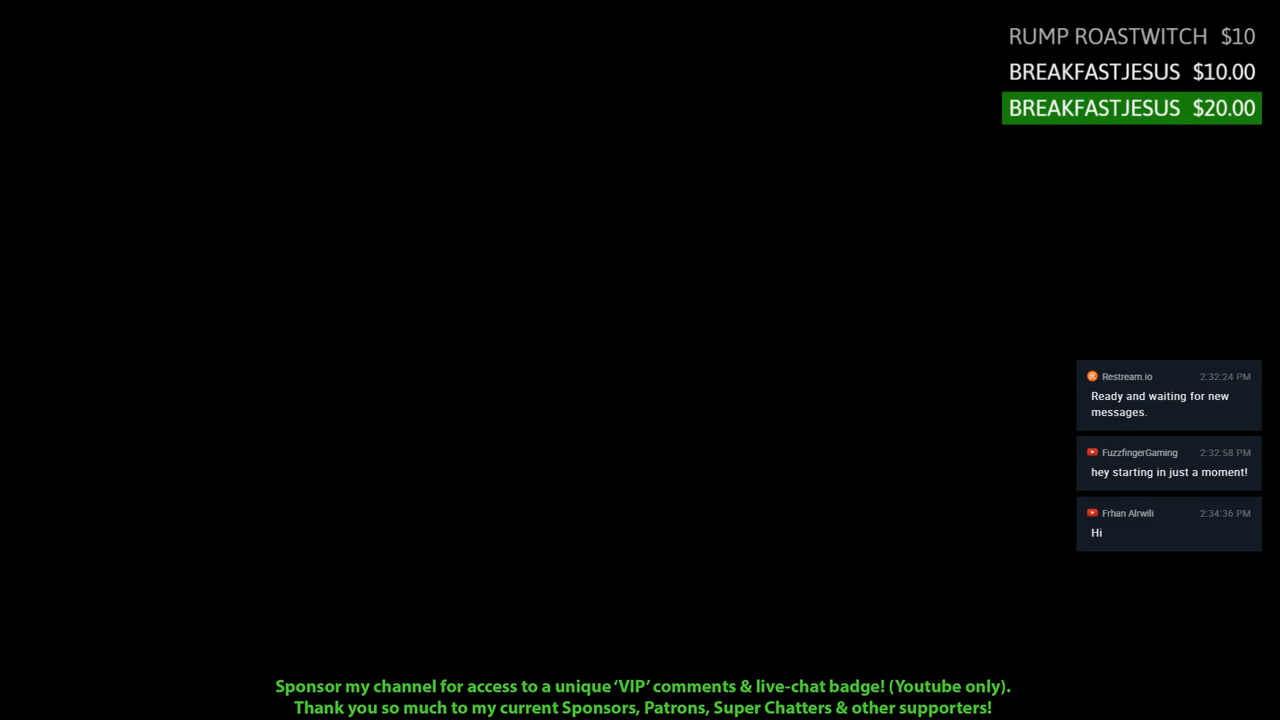 RUMP ROASTWITCH $10
BREAKFASTJESUS $10.00
BREAKFASTJESUS $20.00
Restream.io 2:32:24 PM
Ready and waiting for new
messages.
FuzzfingerGaming 2:32:58 PM
hey starting in just a moment!
Frhan Alrwili 2:34:36 PM
Hi
Sponsor my channel for access to a unique ‘VIP’ comments & live-chat badge! (Youtube only).
Thank you so much to my current Sponsors, Patrons, Super Chatters & other supporters!